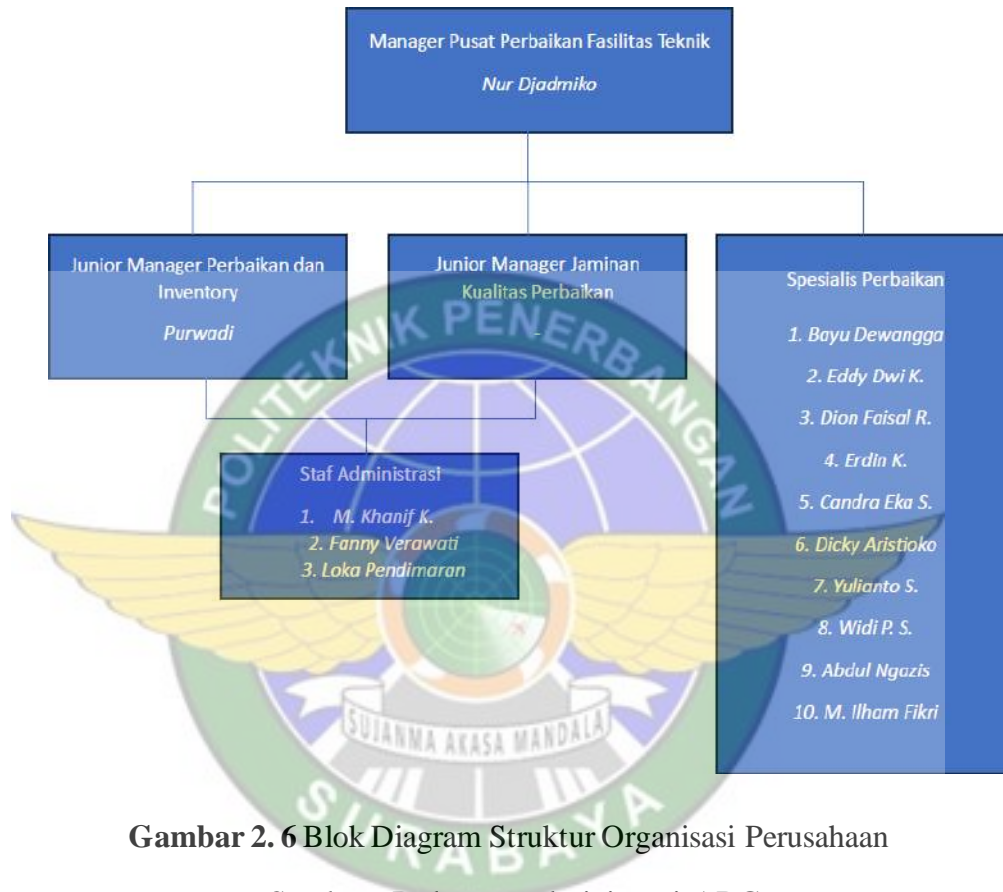 Manager Pusat Perbaikan Fasilitas Teknik
Nur Djadmiko
Junior Manager Perbaikan dan
Inventory
Purwadi
Junior Manager Jaminan
Kualitas Perbaikan
-
Spesialis Perbaikan
1. Bayu Dewangga
2. Eddy Dwi K.
3. Dion Faisal R.
4. Erdin K.
5. Candra Eka S.
6. Dicky Aristioko
7. Yulianto S.
8. Widi P. S.
9. Abdul Ngazis
10. M. Ilham Fikri
Staf Administrasi
1. M. Khanif K.
2. Fanny Verawati
3. Loka Pendimaran
POLITEKNIK PENERBANGAN
SUJANMA AKASA MANDALA
SURABAYA
Gambar 2. 6 Blok Diagram Struktur Organisasi Perusahaan